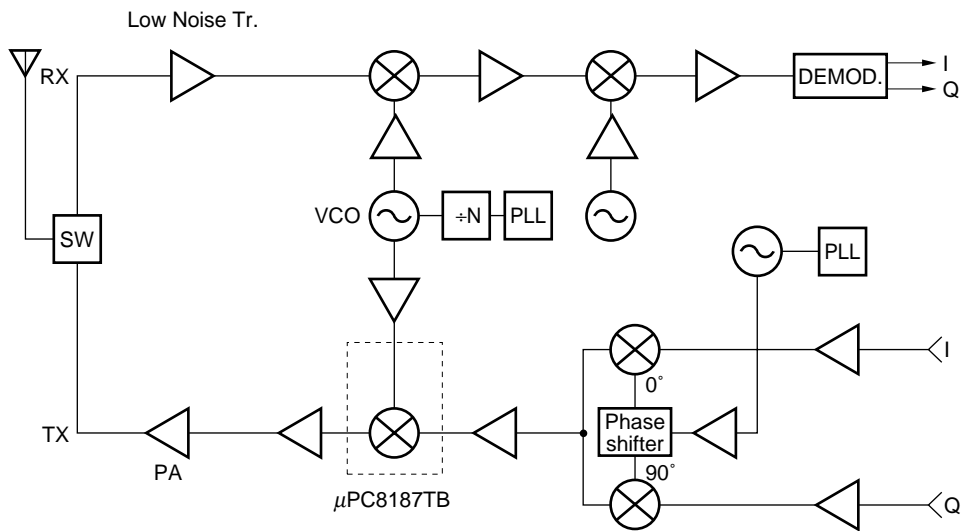 Low Noise Tr.
RX
DEMOD.
I
Q
VCO
÷N
PLL
SW
PLL
I
0°
TX
Phase
shifter
PA
90°
µPC8187TB
Q